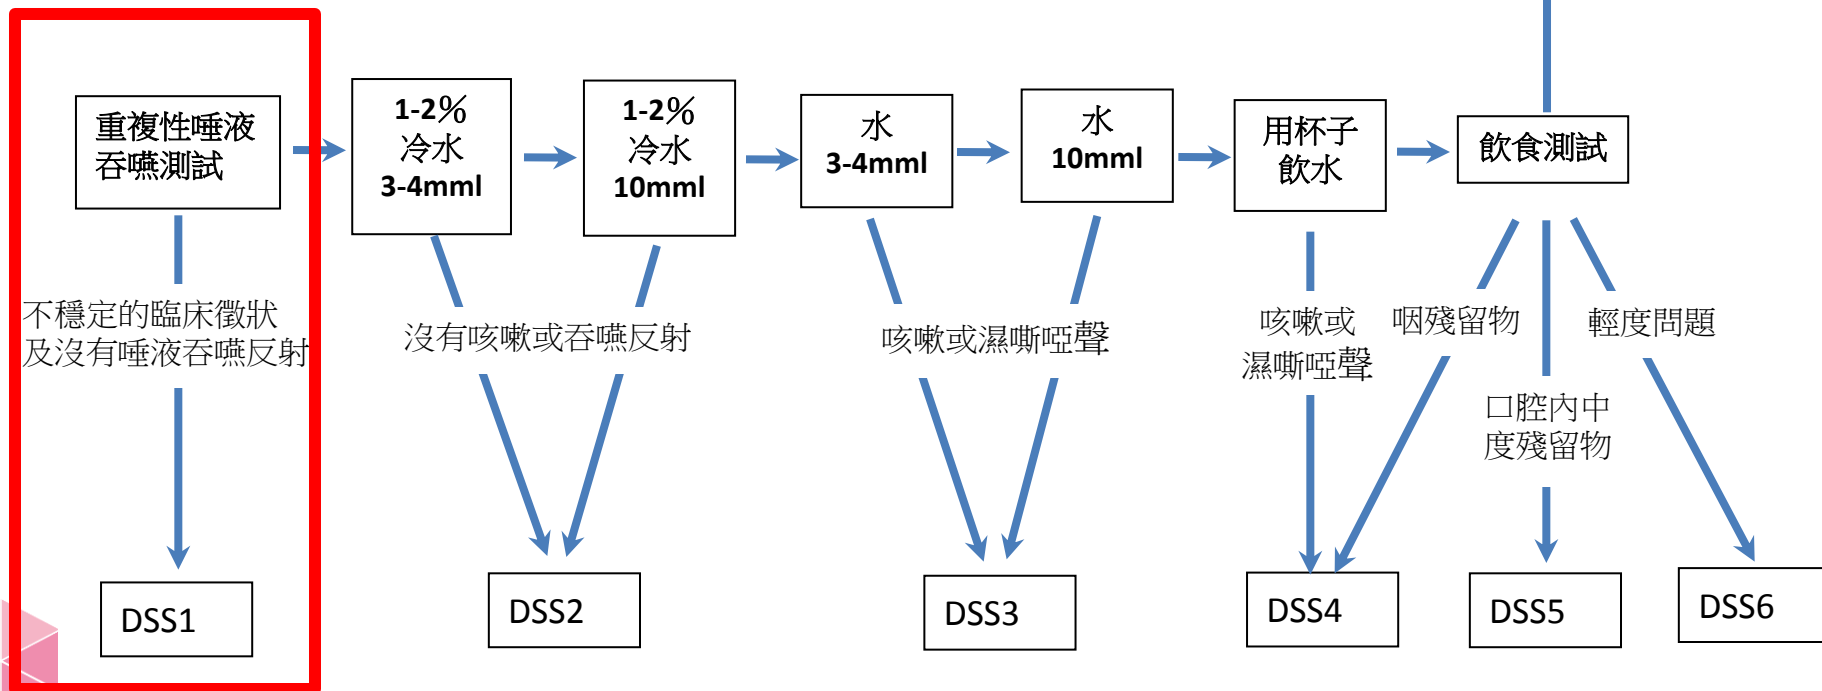 重複性唾液
吞嚥測試
1-2%
冷水
3-4mml
1-2%
冷水
10mml
水
3-4mml
水
10mml
用杯子
飲水
飲食測試
不穩定的臨床徵狀
及沒有唾液吞嚥反射
沒有咳嗽或吞嚥反射
咳嗽或濕嘶啞聲
咳嗽或
濕嘶啞聲
咽殘留物
口腔內中
度殘留物
輕度問題
DSS1
DSS2
DSS3
DSS4
DSS5
DSS6